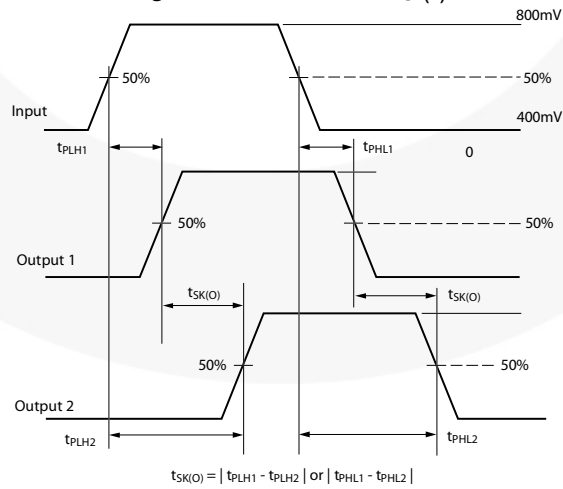 800mV
50%
50%
Input
400mV
tPLH1
tPHL1
0
50%
50%
Output 1
tSK(O)
tSK(O)
50%
50%
Output 2
tPLH2
tPHL2
tSK(O) = | tPLH1 - tPLH2 | or | tPHL1 - tPHL2 |